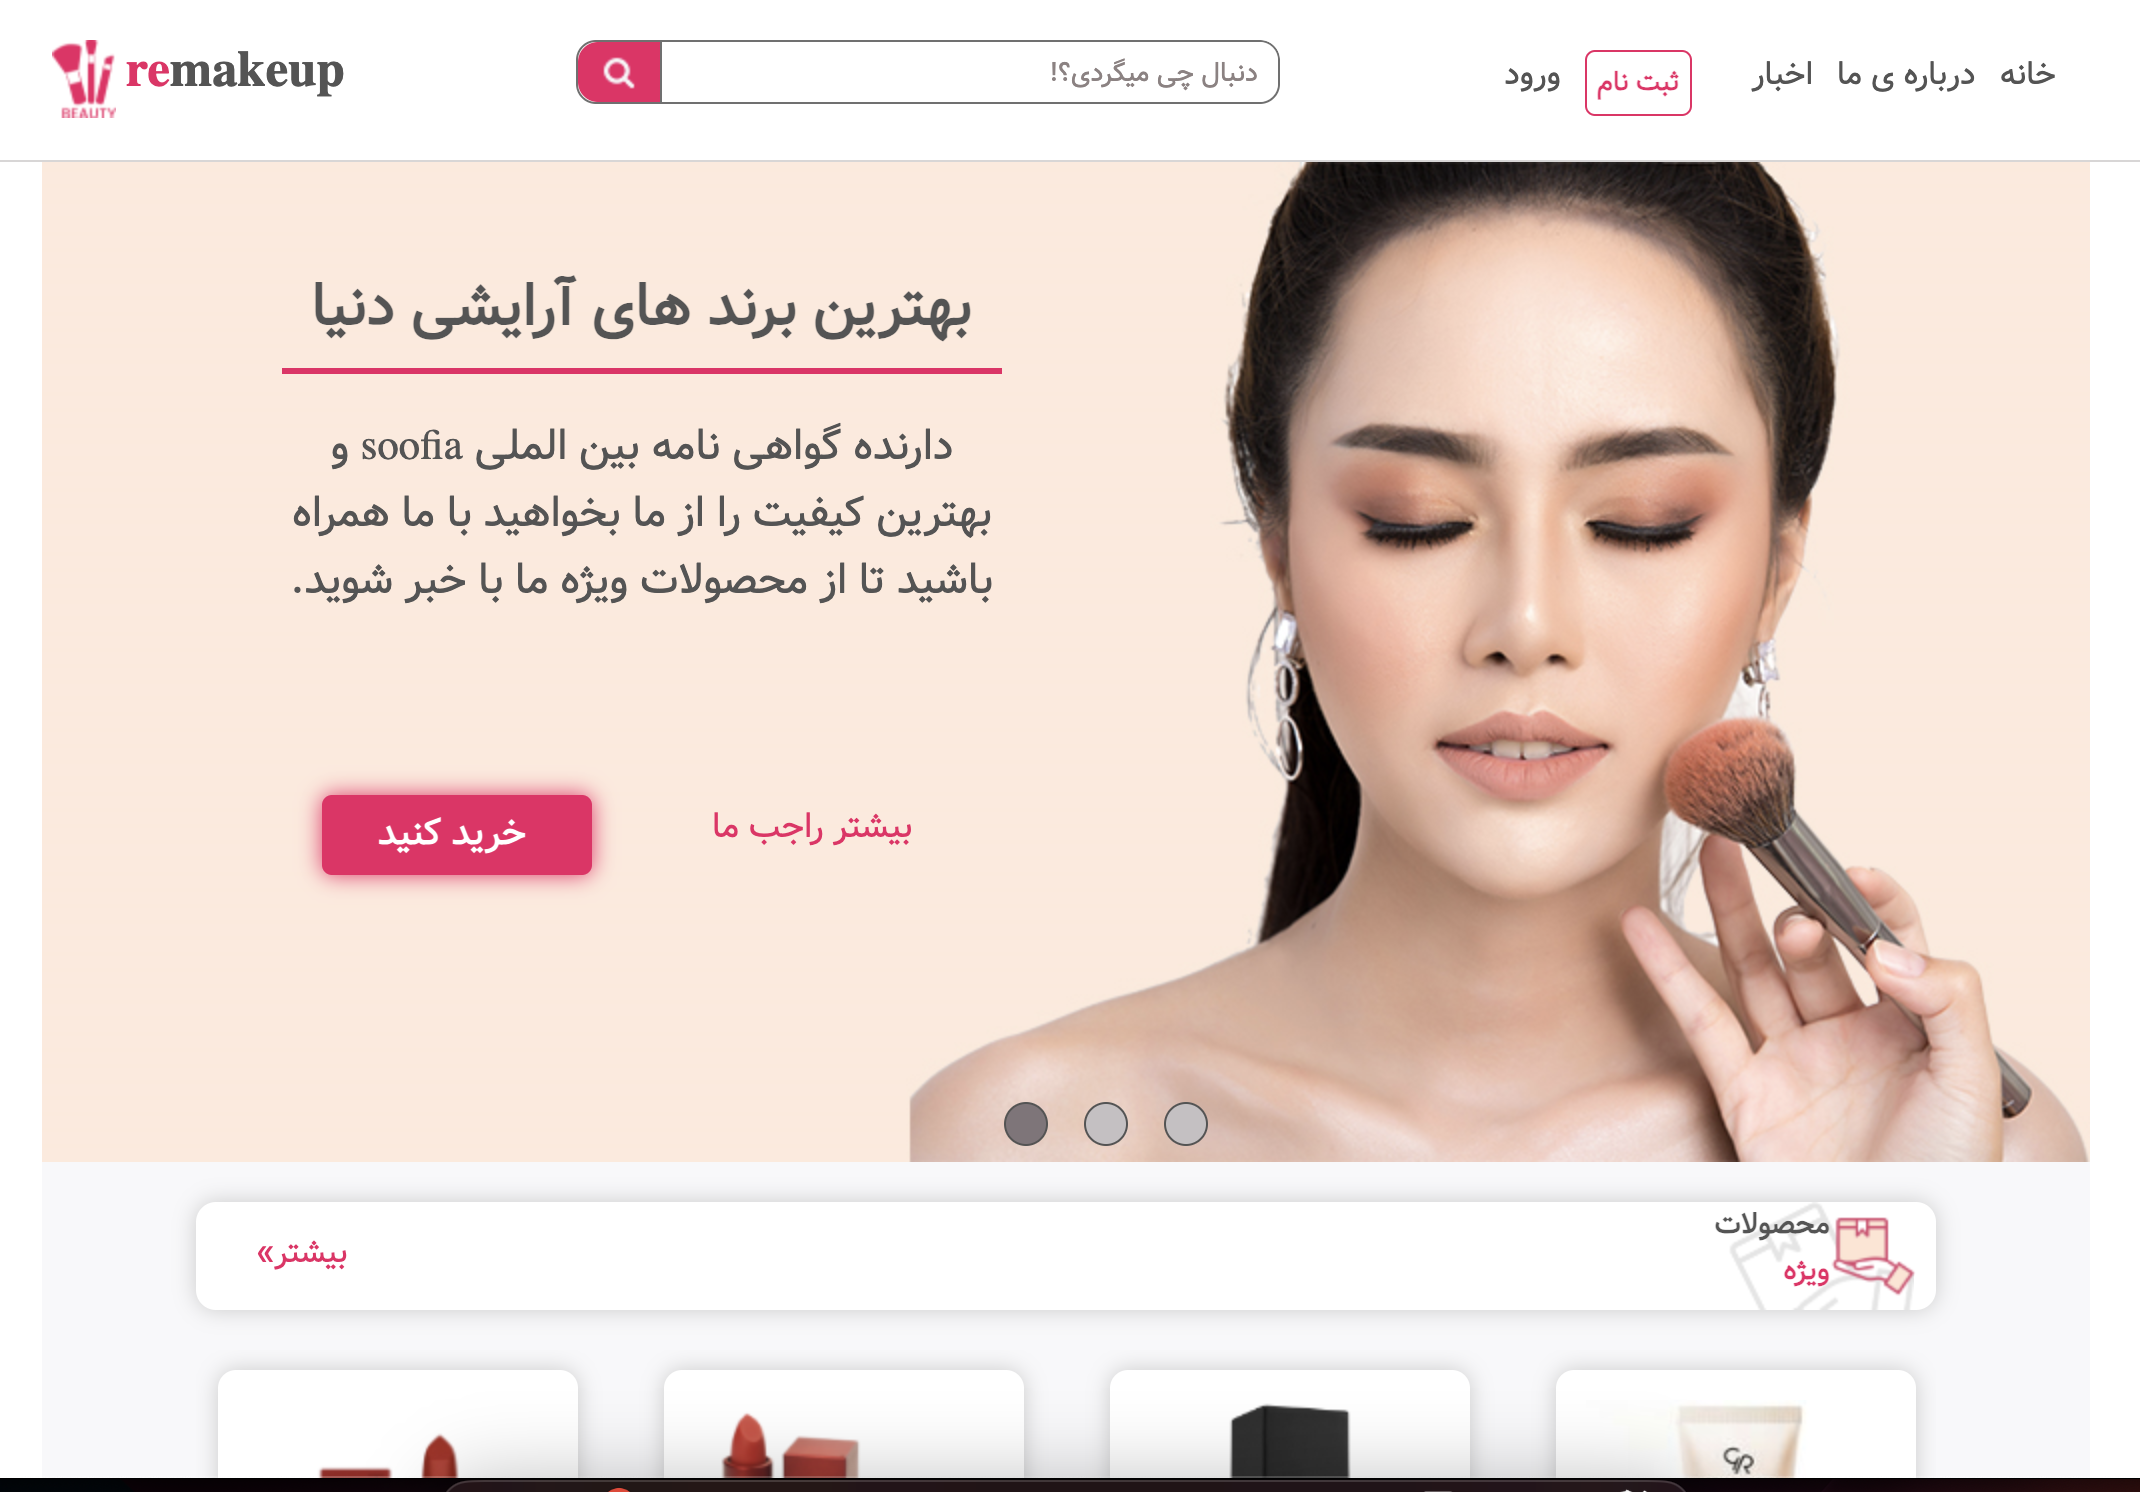 BEAUTY
remakeup
دنبال چی میگردی؟!
خانه
درباره ی ما
اخبار
ثبت نام
ورود
بهترین برند های آرایشی دنیا
دارنده گواهی نامه بین المللی soofia و
بهترین کیفیت را از ما بخواهید با ما همراه
باشید تا از محصولات ویژه ما با خبر شوید.
بیشتر راجب ما
خرید کنید
محصولات
ویژه
بیشتر»
GR